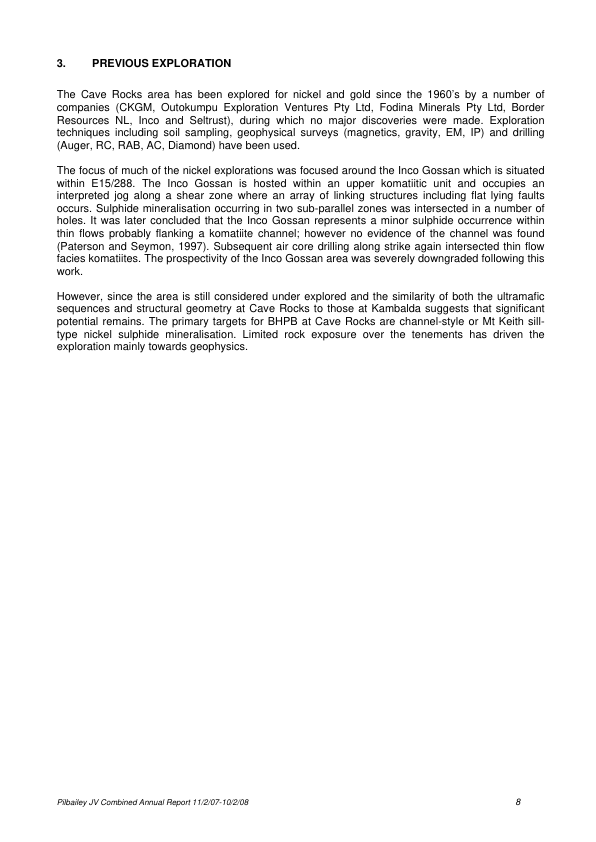 3. PREVIOUS EXPLORATION
The Cave Rocks area has been explored for nickel and gold since the 1960's by a number of
companies (CKGM, Outokumpu Exploration Ventures Pty Ltd, Fodina Minerals Pty Ltd, Border
Resources NL, Inco and Seltrust), during which no major discoveries were made. Exploration
techniques including soil sampling, geophysical surveys (magnetics, gravity, EM, IP) and drilling
(Auger, RC, RAB, AC, Diamond) have been used.
The focus of much of the nickel explorations was focused around the Inco Gossan which is situated
within E15/288. The Inco Gossan is hosted within an upper komatiitic unit and occupies an
interpreted jog along a shear zone where an array of linking structures including flat lying faults
occurs. Sulphide mineralisation occurring in two sub-parallel zones was intersected in a number of
holes. It was later concluded that the Inco Gossan represents a minor sulphide occurrence within
thin flows probably flanking a komatiite channel; however no evidence of the channel was found
(Paterson and Seymon, 1997). Subsequent air core drilling along strike again intersected thin flow
facies komatiites. The prospectivity of the Inco Gossan area was severely downgraded following this
work.
However, since the area is still considered under explored and the similarity of both the ultramafic
sequences and structural geometry at Cave Rocks to those at Kambalda suggests that significant
potential remains. The primary targets for BHPB at Cave Rocks are channel-style or Mt Keith sill-
type nickel sulphide mineralisation. Limited rock exposure over the tenements has driven the
exploration mainly towards geophysics.
Pilbailey JV Combined Annual Report 11/2/07-10/2/08 8